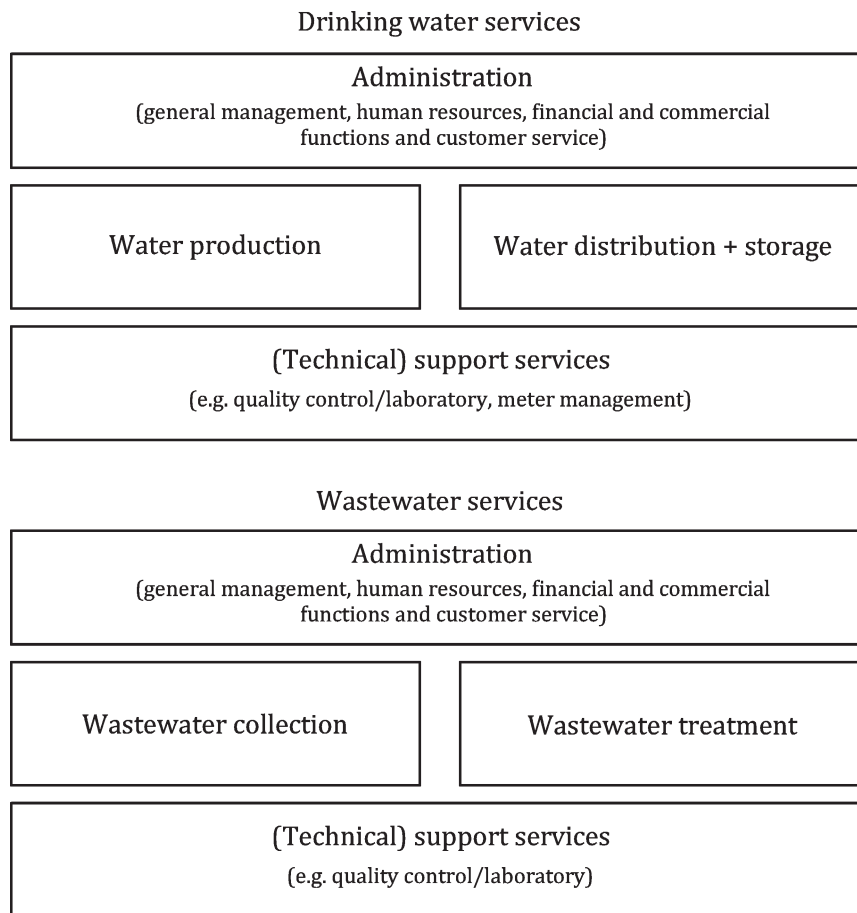 Drinking water services
Administration
(general management, human resources, financial and commercial
functions and customer service)
Water production
Water distribution + storage
(Technical) support services
(e.g. quality control/laboratory, meter management)
Wastewater services
Administration
(general management, human resources, financial and commercial
functions and customer service)
Wastewater collection
Wastewater treatment
(Technical) support services
(e.g. quality control/laboratory)